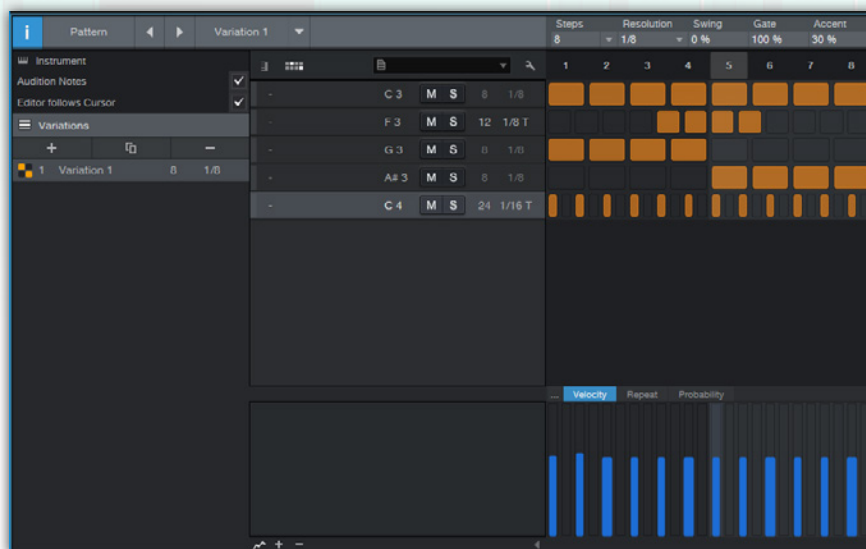 i Pattern Variation 1
Steps Resolution Swing Gate Accent
8 1/8 0 % 100 % 30 %
Instrument
Audition Notes
Editor follows Cursor
Variations
+ −
1 Variation 1 8 1/8
1 2 3 4 5 6 7 8
- C 3 M S 8 1/8
- F 3 M S 12 1/8 T
- G 3 M S 8 1/8
- A# 3 M S 8 1/8
- C 4 M S 24 1/16 T
... Velocity Repeat Probability
+ −